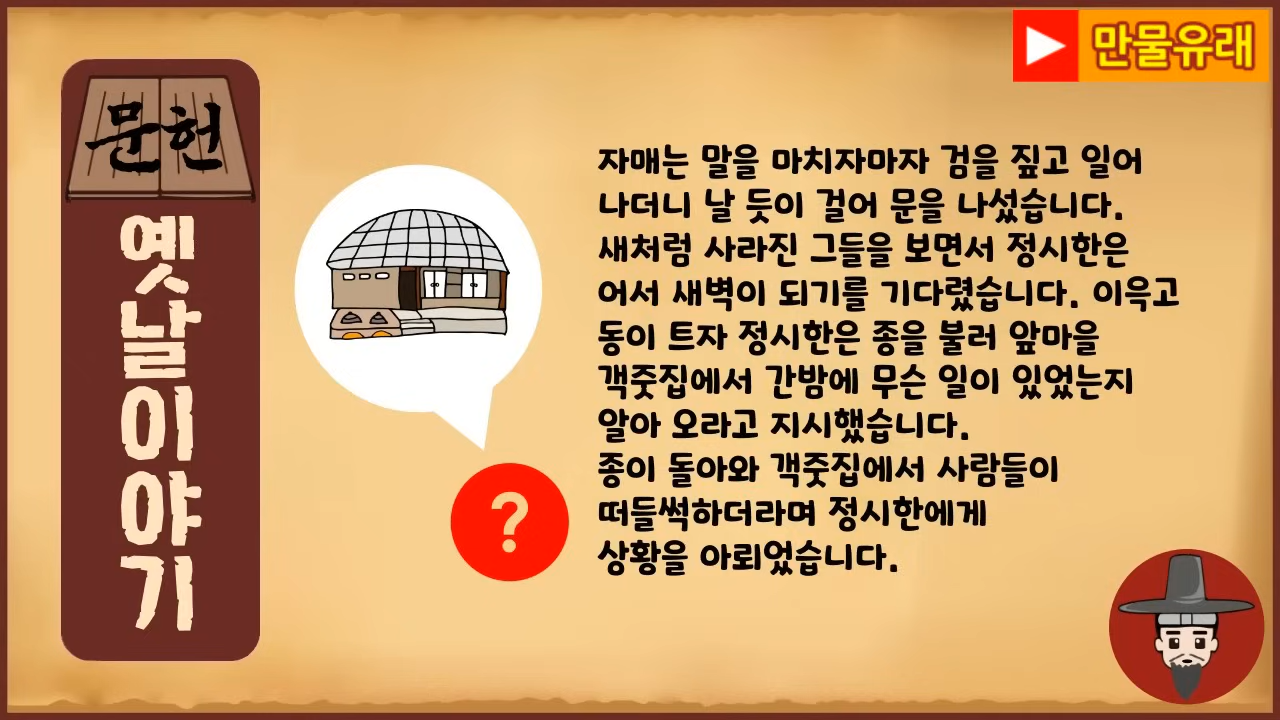 만물유래
문헌
옛날이야기
자매는 말을 마치자마자 검을 짚고 일어
나더니 날 듯이 걸어 문을 나섰습니다.
새처럼 사라진 그들을 보면서 정시한은
어서 새벽이 되기를 기다렸습니다. 이윽고
동이 트자 정시한은 종을 불러 앞마을
객줏집에서 간밤에 무슨 일이 있었는지
알아 오라고 지시했습니다.
종이 돌아와 객줏집에서 사람들이
떠들썩하더라며 정시한에게
상황을 아뢰었습니다.
?